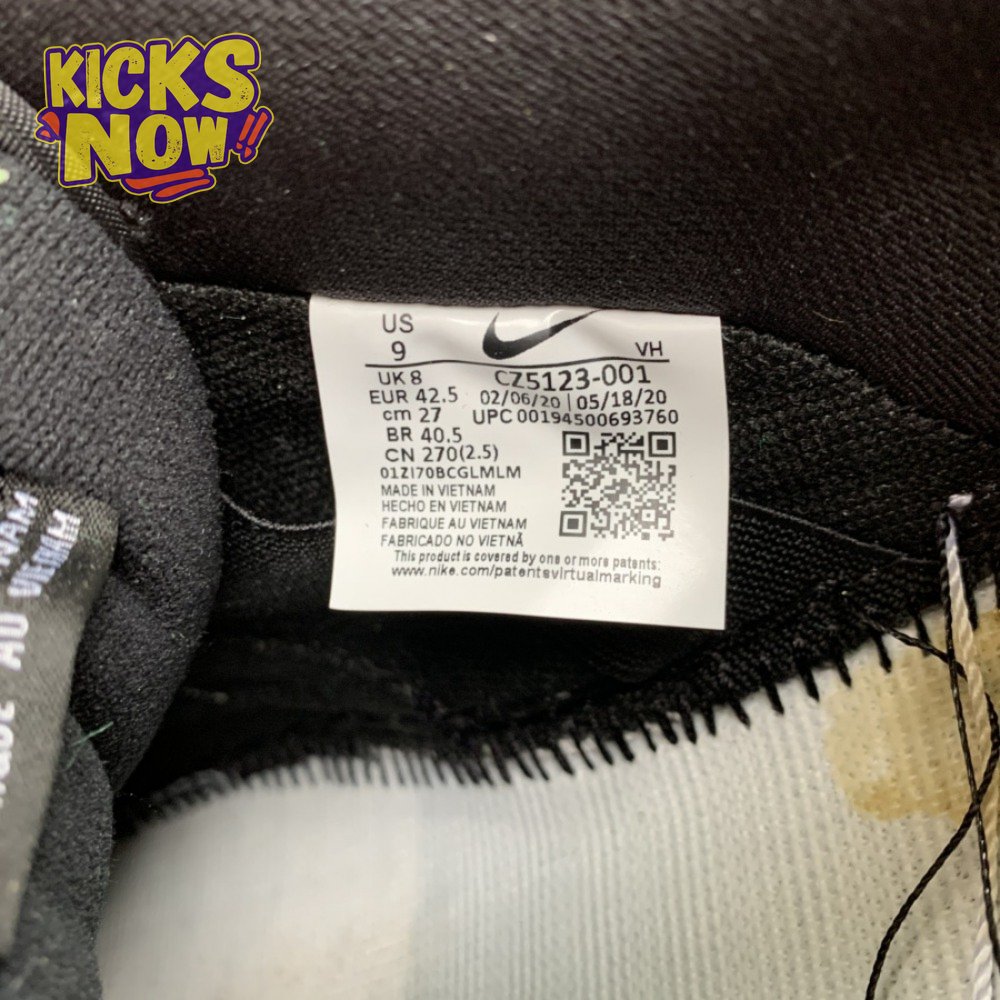 KICKS
NOW!!
US
9
VH
UK 8
CZ5123-001
EUR 42.5
02/06/20 | 05/18/20
cm 27
UPC 00194500693760
BR 40.5
CN 270(2.5)
01ZI70BCGLMLM
MADE IN VIETNAM
HECHO EN VIETNAM
FABRIQUE AU VIETNAM
FABRICADO NO VIETNÃ
This product is covered by one or more patents:
www.nike.com/patentsvirtualmarking